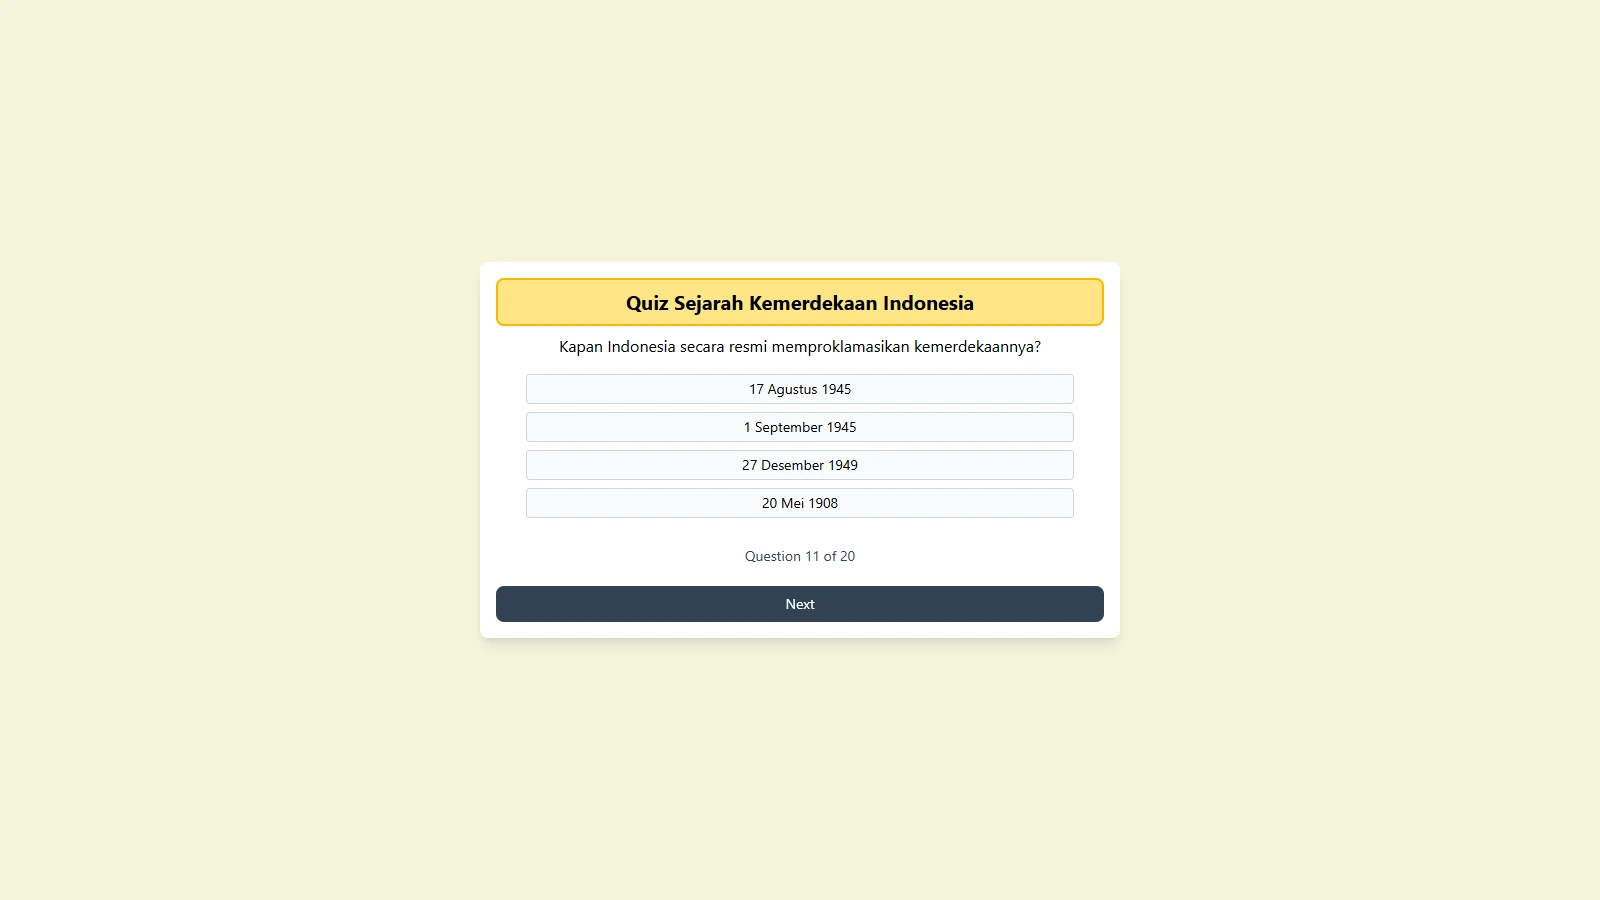 Quiz Sejarah Kemerdekaan Indonesia
Kapan Indonesia secara resmi memproklamasikan kemerdekaannya?
17 Agustus 1945
1 September 1945
27 Desember 1949
20 Mei 1908
Question 11 of 20
Next